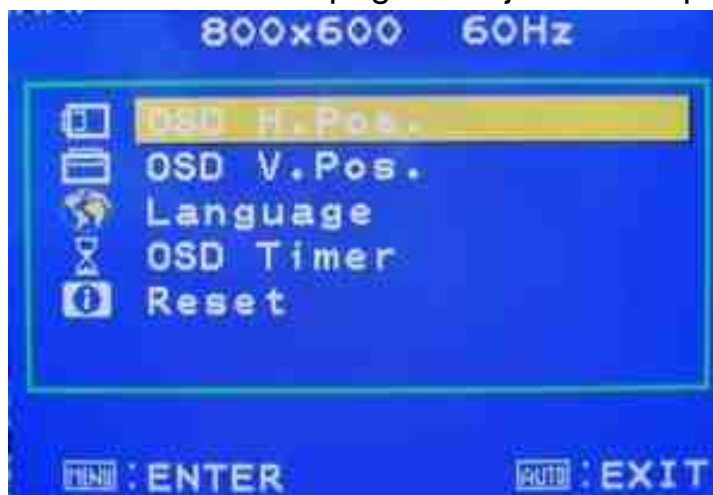 800x600 60Hz
OSD H.Pos.
OSD V.Pos.
Language
OSD Timer
Reset
MENU:ENTER AUTO:EXIT